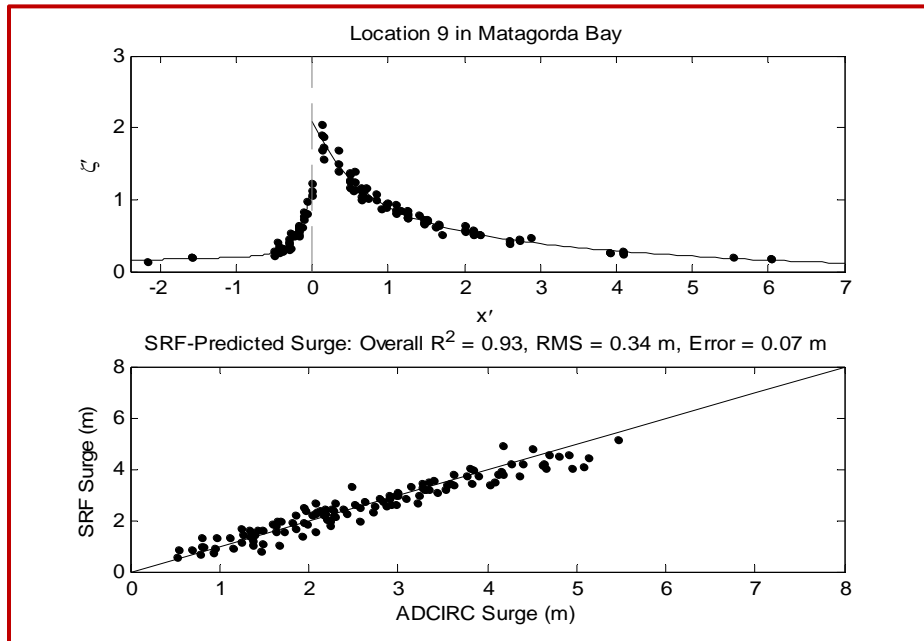 Location 9 in Matagorda Bay
3
2
1
0
ζ′
-2 -1 0 1 2 3 4 5 6 7
x′
SRF-Predicted Surge: Overall R² = 0.93, RMS = 0.34 m, Error = 0.07 m
8
6
4
2
0
SRF Surge (m)
0 1 2 3 4 5 6 7 8
ADCIRC Surge (m)